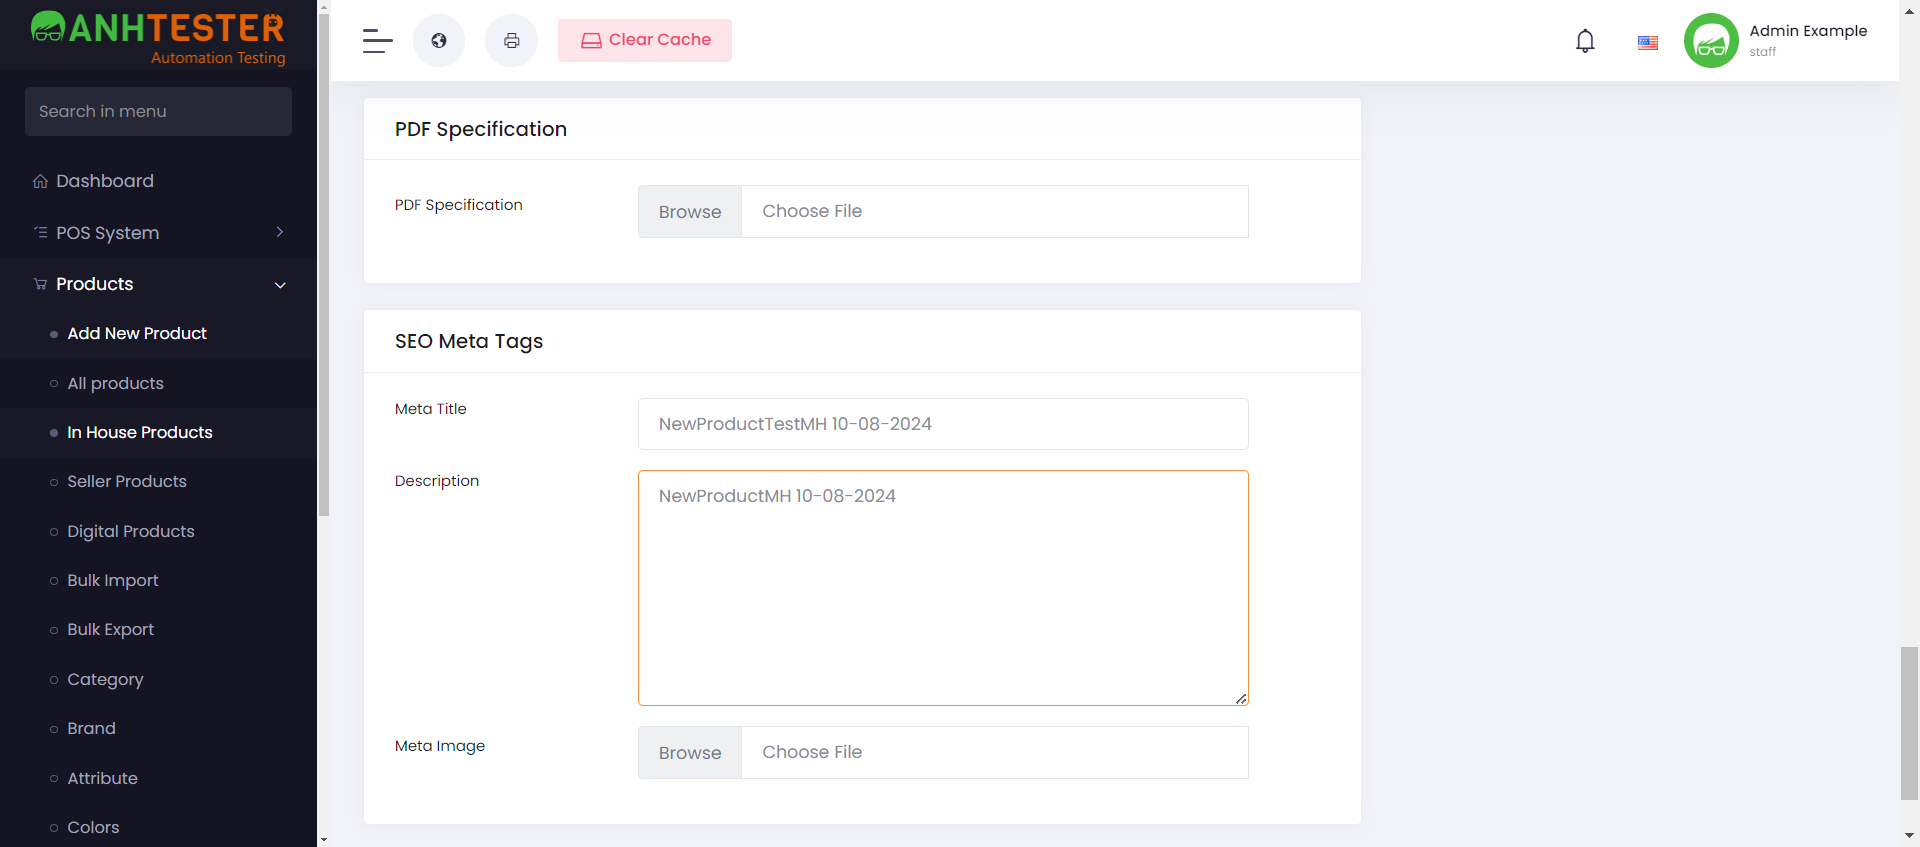 ANHTESTER
Automation Testing
Search in menu
Dashboard
POS System
Products
Add New Product
All products
In House Products
Seller Products
Digital Products
Bulk Import
Bulk Export
Category
Brand
Attribute
Colors
Clear Cache
Admin Example
staff
PDF Specification
PDF Specification
Browse
Choose File
SEO Meta Tags
Meta Title
NewProductTestMH 10-08-2024
Description
NewProductMH 10-08-2024
Meta Image
Browse
Choose File